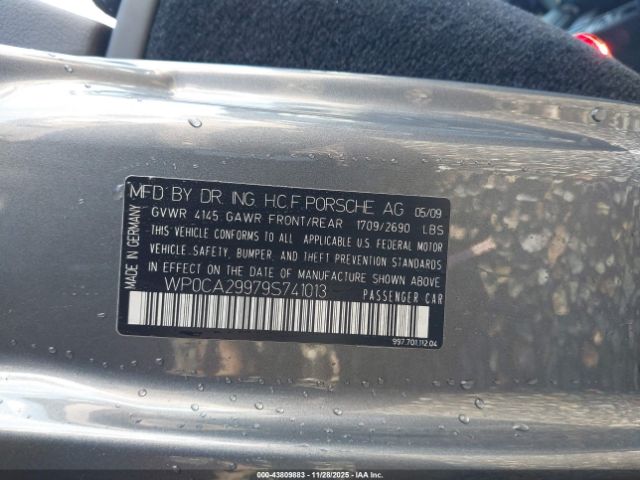 MFD BY DR. ING. H.C.F. PORSCHE AG 05/09
GVWR 4145 GAWR FRONT/REAR 1709/2690 LBS
THIS VEHICLE CONFORMS TO ALL APPLICABLE U.S. FEDERAL MOTOR
VEHICLE SAFETY, BUMPER, AND THEFT PREVENTION STANDARDS
IN EFFECT ON THE DATE OF MANUFACTURE SHOWN ABOVE
WP0CA29979S741013 PASSENGER CAR
997.701.112.04
MADE IN GERMANY
000-43809883 - 11/28/2025 - IAAI.COM